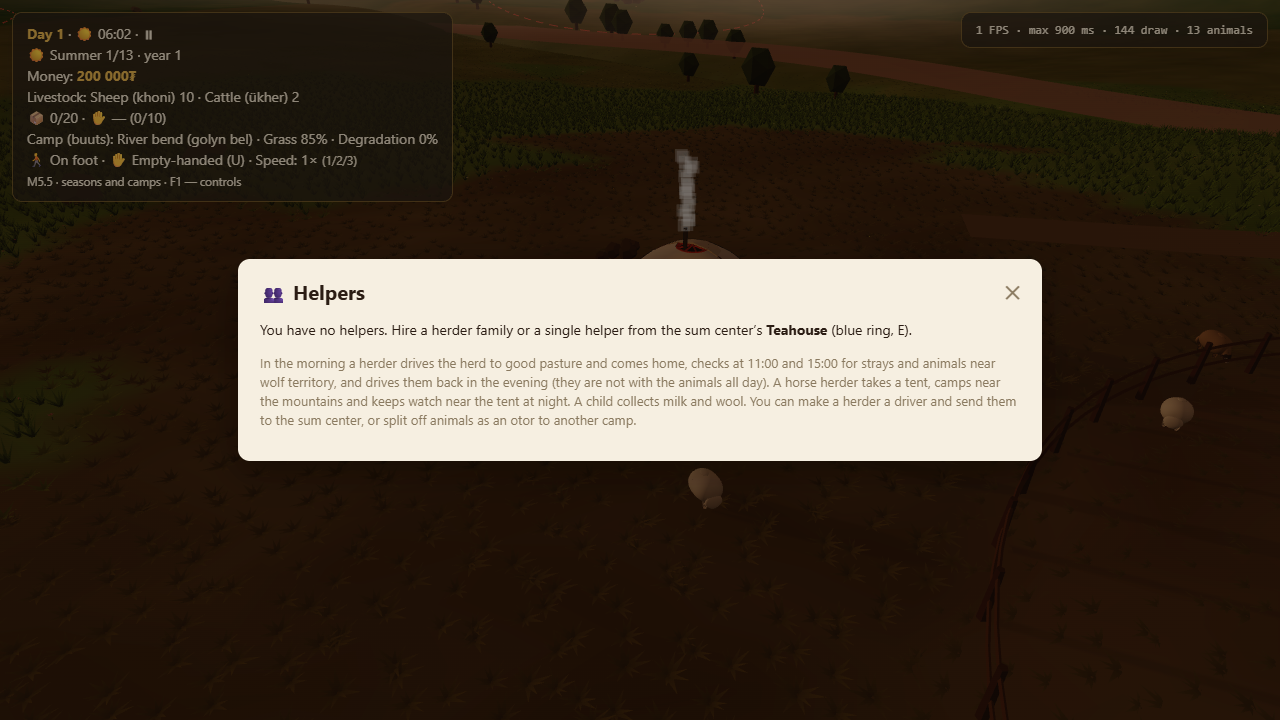 Day 1 · 06:02 ·
Summer 1/13 · year 1
Money: 200 000₮
Livestock: Sheep (khoni) 10 · Cattle (ükher) 2
0/20 · — (0/10)
Camp (buuts): River bend (golyn bel) · Grass 85% · Degradation 0%
On foot · Empty-handed (U) · Speed: 1× (1/2/3)
M5.5 · seasons and camps · F1 — controls
1 FPS · max 900 ms · 144 draw · 13 animals
Helpers
You have no helpers. Hire a herder family or a single helper from the sum center's Teahouse (blue ring, E).
In the morning a herder drives the herd to good pasture and comes home, checks at 11:00 and 15:00 for strays and animals near
wolf territory, and drives them back in the evening (they are not with the animals all day). A horse herder takes a tent, camps near
the mountains and keeps watch near the tent at night. A child collects milk and wool. You can make a herder a driver and send them
to the sum center, or split off animals as an otor to another camp.